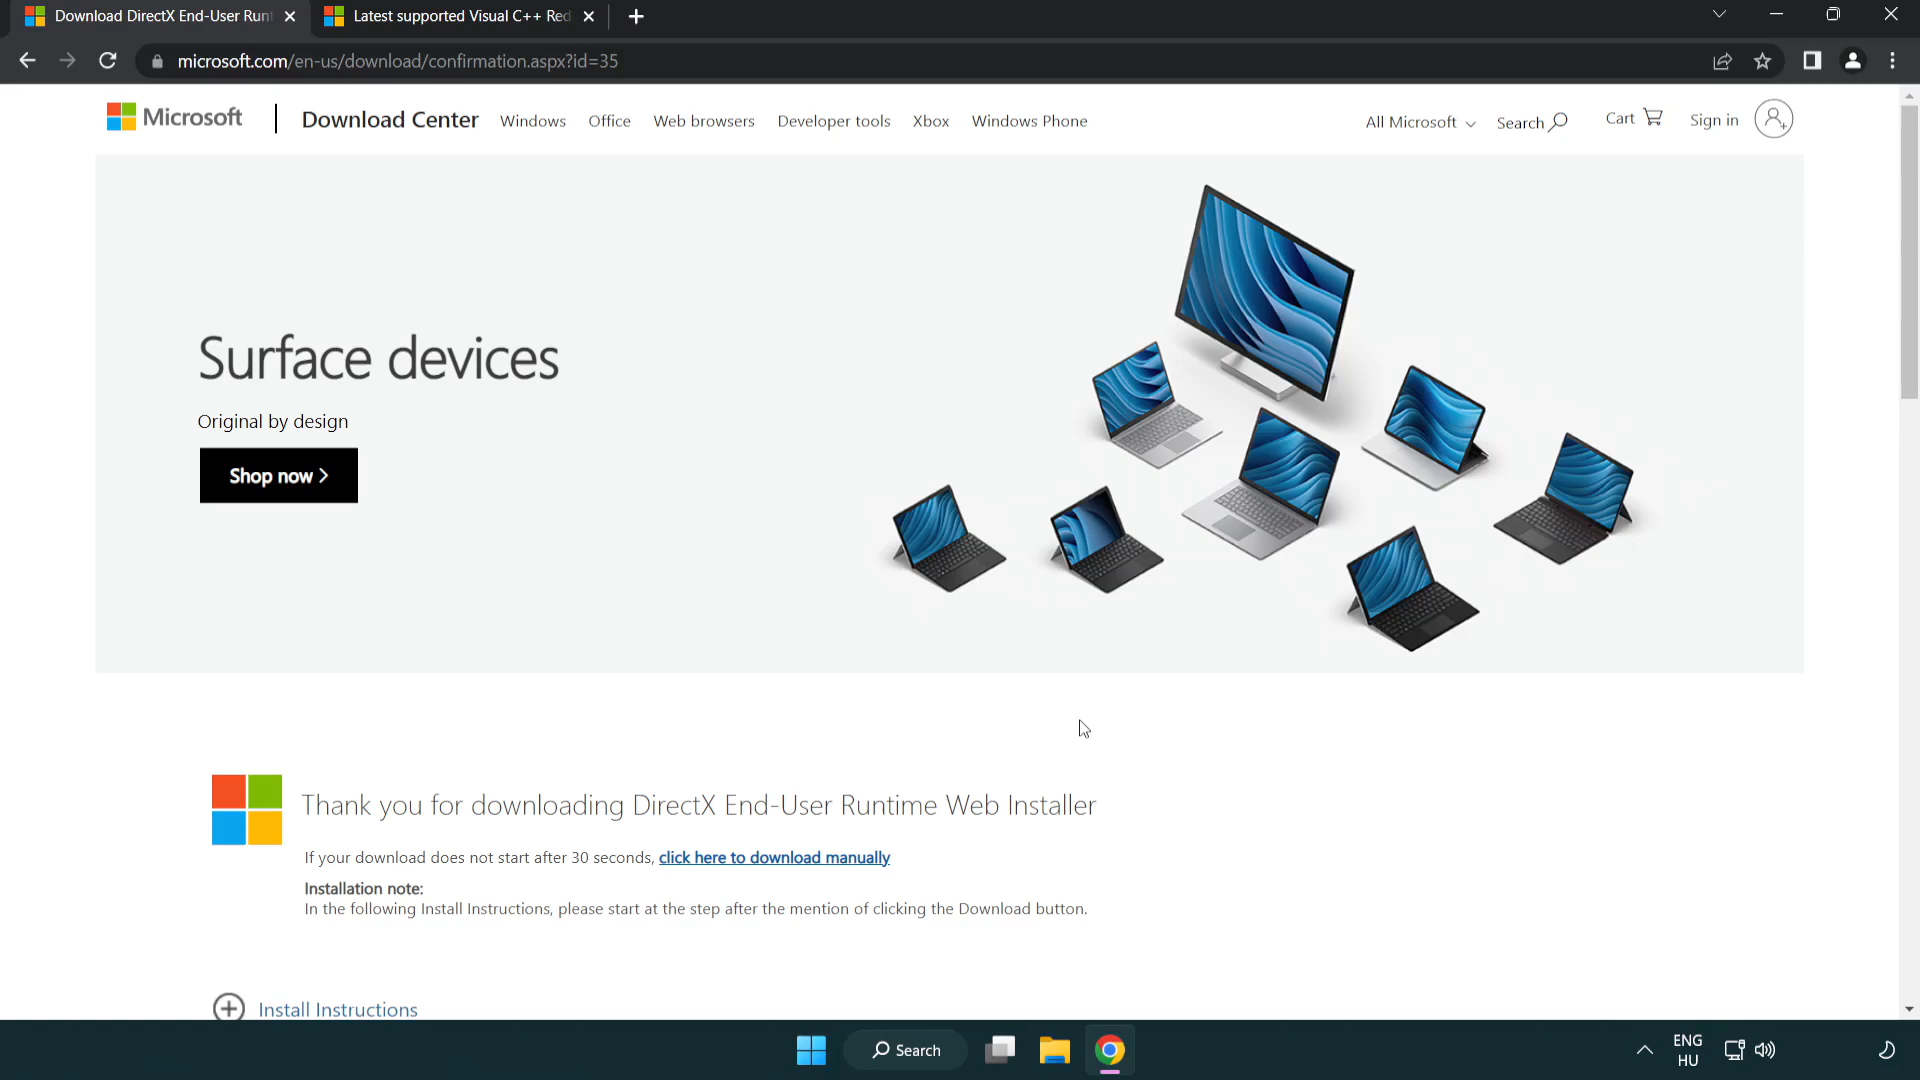 Download DirectX End-User Runt
Latest supported Visual C++ Red
microsoft.com/en-us/download/confirmation.aspx?id=35
Microsoft
Download Center
Windows
Office
Web browsers
Developer tools
Xbox
Windows Phone
All Microsoft
Search
Cart
Sign in
Surface devices
Original by design
Shop now
Thank you for downloading DirectX End-User Runtime Web Installer
If your download does not start after 30 seconds, click here to download manually
Installation note:
In the following Install Instructions, please start at the step after the mention of clicking the Download button.
Install Instructions
Search
ENG
HU